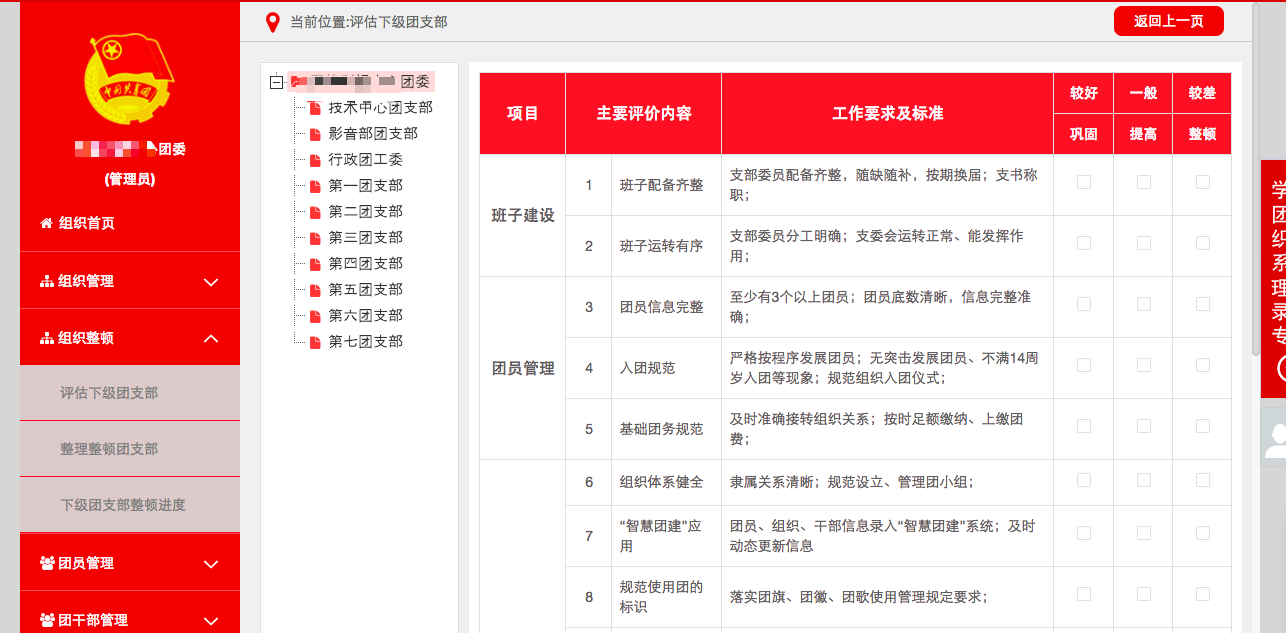 中国共青团
团委
(管理员)
组织首页
组织管理
组织整顿
评估下级团支部
整理整顿团支部
下级团支部整顿进度
团员管理
团干部管理
当前位置:评估下级团支部
返回上一页
团委
技术中心团支部
影音部团支部
行政团工委
第一团支部
第二团支部
第三团支部
第四团支部
第五团支部
第六团支部
第七团支部
项目 主要评价内容 工作要求及标准 较好 一般 较差
巩固 提高 整顿
班子建设
1 班子配备齐整 支部委员配备齐整，随缺随补，按期换届；支书称
职；
2 班子运转有序 支部委员分工明确；支委会运转正常、能发挥作
用；
团员管理
3 团员信息完整 至少有3个以上团员；团员底数清晰，信息完整准
确；
4 入团规范 严格按程序发展团员；无突击发展团员、不满14周
岁入团等现象；规范组织入团仪式；
5 基础团务规范 及时准确接转组织关系；按时足额缴纳、上缴团
费；
6 组织体系健全 隶属关系清晰；规范设立、管理团小组；
7 “智慧团建”应
用
团员、组织、干部信息录入“智慧团建”系统；及时
动态更新信息
8 规范使用团的
标识
落实团旗、团徽、团歌使用管理规定要求；
学
团
织
系
理
录
专